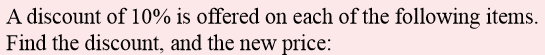 A discount of 10% is offered on each of the following items.
Find the discount, and the new price: